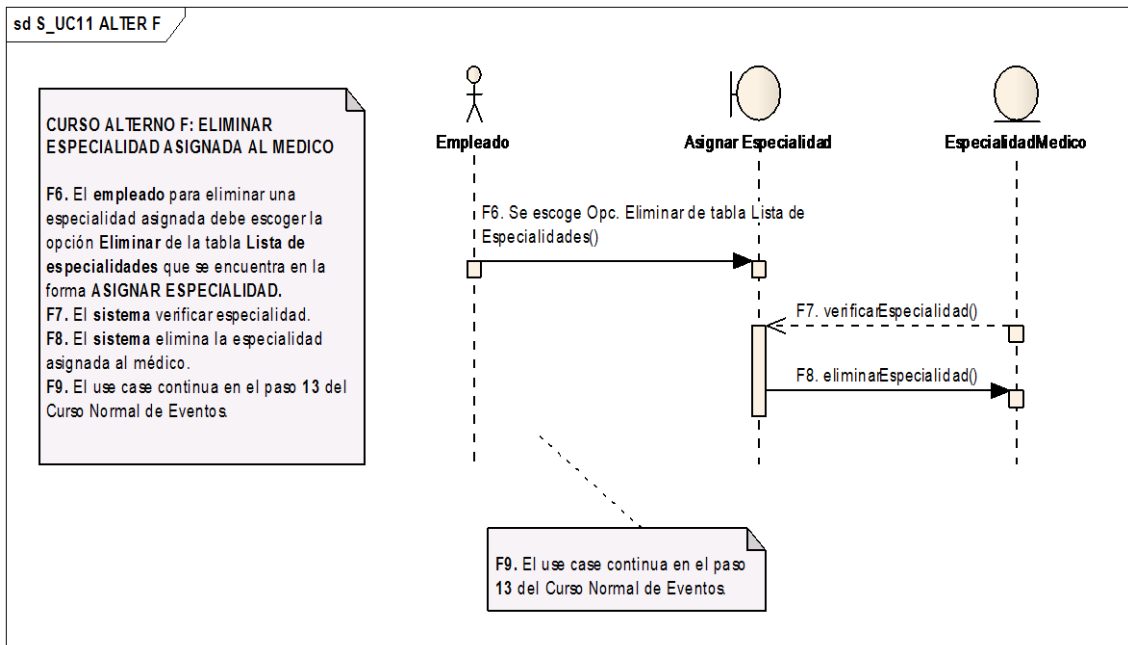 sd S_UC11 ALTER F
CURSO ALTERNO F: ELIMINAR
ESPECIALIDAD ASIGNADA AL MEDICO
F6. El empleado para eliminar una
especialidad asignada debe escoger la
opción Eliminar de la tabla Lista de
especialidades que se encuentra en la
forma ASIGNAR ESPECIALIDAD.
F7. El sistema verificar especialidad.
F8. El sistema elimina la especialidad
asignada al médico.
F9. El use case continua en el paso 13 del
Curso Normal de Eventos.
Empleado
Asignar Especialidad
EspecialidadMedico
F6. Se escoge Opc. Eliminar de tabla Lista de
Especialidades()
F7. verificarEspecialidad()
F8. eliminarEspecialidad()
F9. El use case continua en el paso
13 del Curso Normal de Eventos.